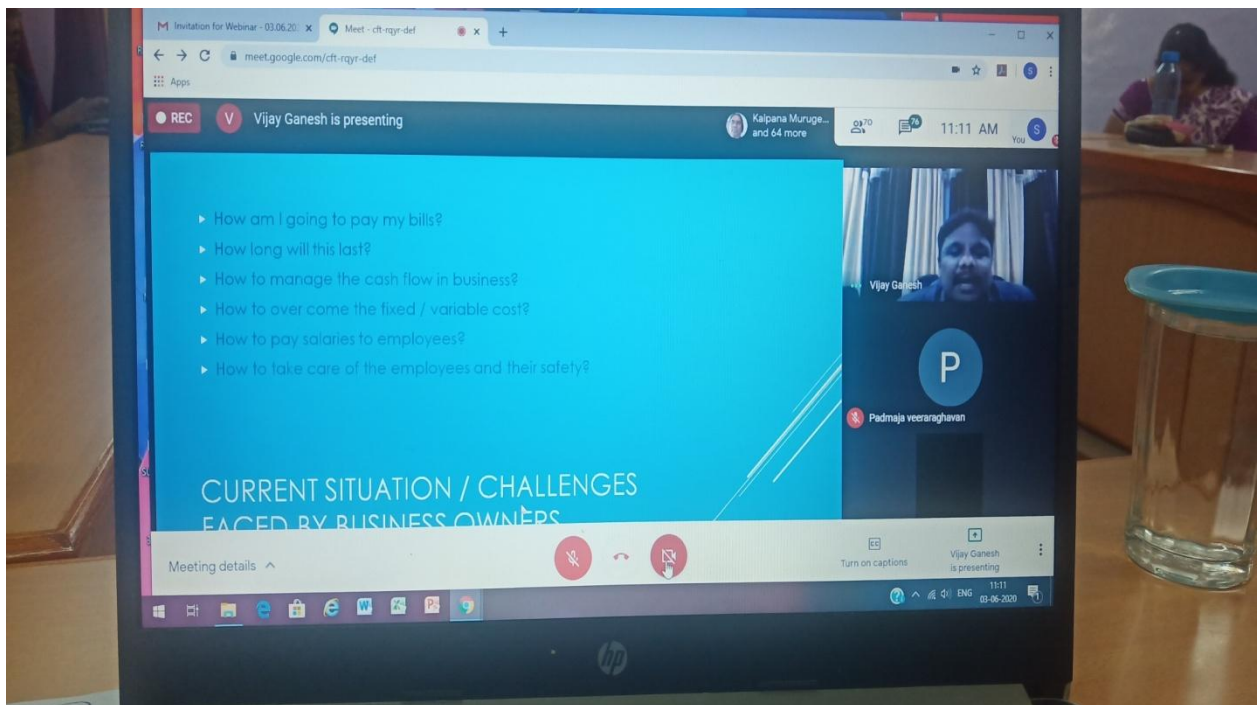 Invitation for Webinar - 03.06.20
Meet - cft-rqyr-def
meet.google.com/cft-rqyr-def
Apps
REC
V
Vijay Ganesh is presenting
Kalpana Muruge...
and 64 more
70
76
11:11 AM
You
S
S
How am I going to pay my bills?
How long will this last?
How to manage the cash flow in business?
How to over come the fixed / variable cost?
How to pay salaries to employees?
How to take care of the employees and their safety?
CURRENT SITUATION / CHALLENGES
FACED BY BUSINESS OWNERS
Vijay Ganesh
P
Padmaja veeraraghavan
Meeting details
CC
Turn on captions
Vijay Ganesh
is presenting
ENG
11:11
03-06-2020
hp